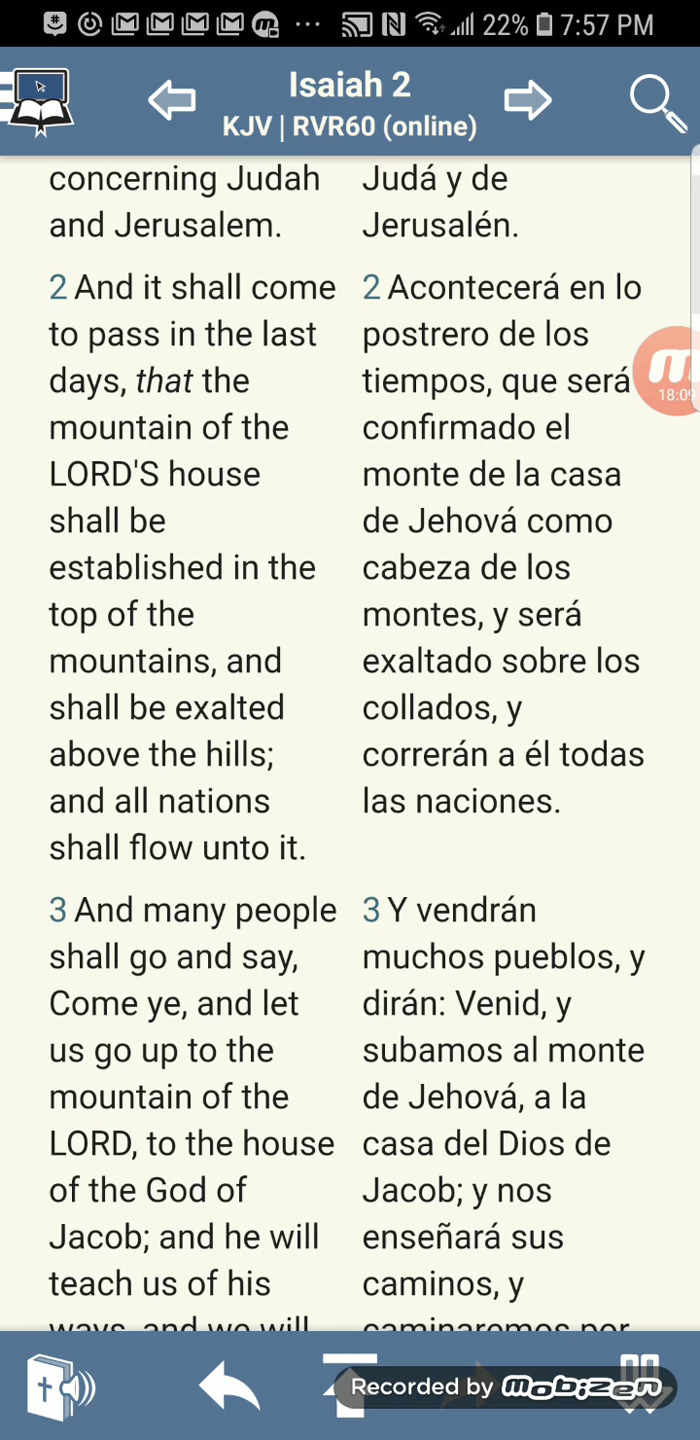 22% 7:57 PM
Isaiah 2
KJV | RVR60 (online)
concerning Judah
and Jerusalem.
2 And it shall come
to pass in the last
days, that the
mountain of the
LORD'S house
shall be
established in the
top of the
mountains, and
shall be exalted
above the hills;
and all nations
shall flow unto it.
3 And many people
shall go and say,
Come ye, and let
us go up to the
mountain of the
LORD, to the house
of the God of
Jacob; and he will
teach us of his
ways, and we will
Judá y de
Jerusalén.
2 Acontecerá en lo
postrero de los
tiempos, que será
confirmado el
monte de la casa
de Jehová como
cabeza de los
montes, y será
exaltado sobre los
collados, y
correrán a él todas
las naciones.
3 Y vendrán
muchos pueblos, y
dirán: Venid, y
subamos al monte
de Jehová, a la
casa del Dios de
Jacob; y nos
enseñará sus
caminos, y
caminaremos por
18:09
Recorded by mobizen